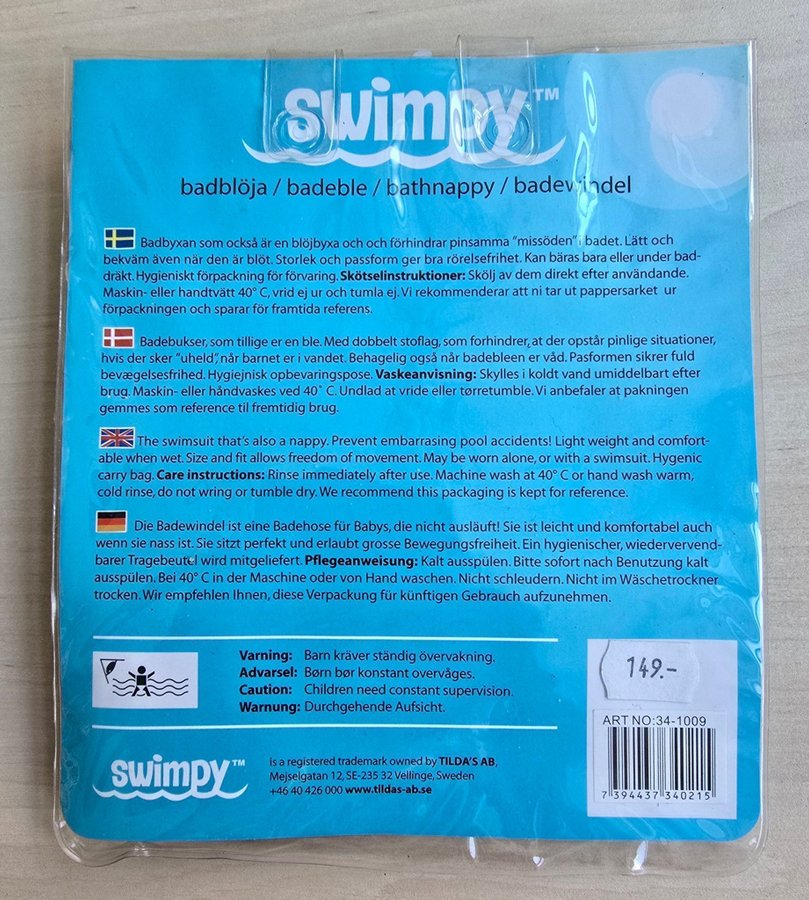 swimpy™
badblöja / badeble / bathnappy / badewindel
Badbyxan som också är en blöjbyxa och och förhindrar pinsamma ”missöden” i badet. Lätt och
bekväm även när den är blöt. Storlek och passform ger bra rörelsefrihet. Kan bäras bara eller under bad-
dräkt. Hygieniskt förpackning för förvaring. Skötselinstruktioner: Skölj av dem direkt efter användande.
Maskin- eller handtvätt 40° C, vrid ej ur och tumla ej. Vi rekommenderar att ni tar ut pappersarket ur
förpackningen och sparar för framtida referens.
Badebukser, som tillige er en ble. Med dobbelt stoflag, som forhindrer, at der opstår pinlige situationer,
hvis der sker ”uheld”, når barnet er i vandet. Behagelig også når badebleen er våd. Pasformen sikrer fuld
bevægelsesfrihed. Hygiejnisk opbevaringspose. Vaskeanvisning: Skylles i koldt vand umiddelbart efter
brug. Maskin- eller håndvaskes ved 40° C. Undlad at vride eller tørretumble. Vi anbefaler at pakningen
gemmes som reference til fremtidig brug.
The swimsuit that's also a nappy. Prevent embarrasing pool accidents! Light weight and comfort-
able when wet. Size and fit allows freedom of movement. May be worn alone, or with a swimsuit. Hygenic
carry bag. Care instructions: Rinse immediately after use. Machine wash at 40° C or hand wash warm,
cold rinse, do not wring or tumble dry. We recommend this packaging is kept for reference.
Die Badewindel ist eine Badehose für Babys, die nicht ausläuft! Sie ist leicht und komfortabel auch
wenn sie nass ist. Sie sitzt perfekt und erlaubt grosse Bewegungsfreiheit. Ein hygienischer, wiederverwend-
barer Tragebeutel wird mitgeliefert. Pflegeanweisung: Kalt ausspülen. Bitte sofort nach Benutzung kalt
ausspülen. Bei 40° C in der Maschine oder von Hand waschen. Nicht schleudern. Nicht im Wäschetrockner
trocken. Wir empfehlen Ihnen, diese Verpackung für künftigen Gebrauch aufzunehmen.
Varning: Barn kräver ständig övervakning.
Advarsel: Børn bør konstant overvåges.
Caution: Children need constant supervision.
Warnung: Durchgehende Aufsicht.
149.-
ART NO:34-1009
7 394437 340215
swimpy™
Is a registered trademark owned by TILDA'S AB,
Mejselgatan 12, SE-235 32 Vellinge, Sweden
+46 40 426 000 www.tildas-ab.se